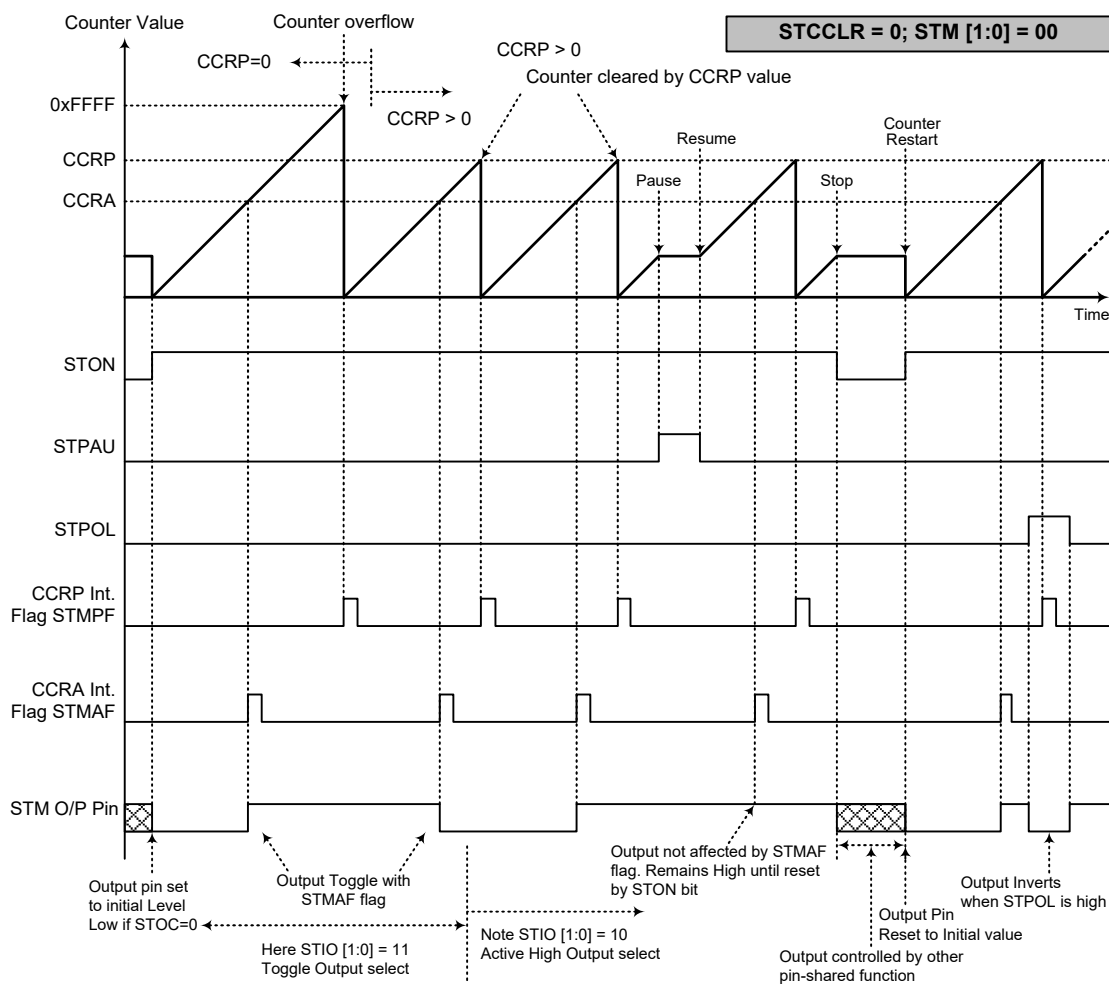 Counter Value
Counter overflow
STCCLR = 0; STM [1:0] = 00
CCRP=0
CCRP > 0
CCRP > 0
Counter cleared by CCRP value
0xFFFF
CCRP
CCRA
Pause
Resume
Stop
Counter
Restart
Time
STON
STPAU
STPOL
CCRP Int.
Flag STMPF
CCRA Int.
Flag STMAF
STM O/P Pin
Output pin set
to initial Level
Low if STOC=0
Output Toggle with
STMAF flag
Here STIO [1:0] = 11
Toggle Output select
Note STIO [1:0] = 10
Active High Output select
Output not affected by STMAF
flag. Remains High until reset
by STON bit
Output controlled by other
pin-shared function
Output Pin
Reset to Initial value
Output Inverts
when STPOL is high